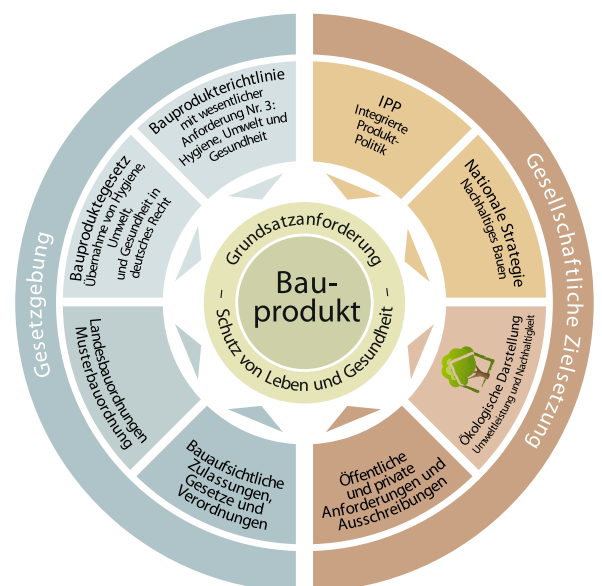 Gesetzgebung
Gesellschaftliche Zielsetzung
Bauprodukterichtlinie
mit wesentlicher
Anforderung Nr. 3:
Hygiene, Umwelt und
Gesundheit
IPP
Integrierte
Produkt-
Politik
Bauproduktegesetz
Übernahme von Hygiene,
Umwelt,
und Gesundheit in
deutsches Recht
Nationale Strategie
Nachhaltiges Bauen
Grundsatzanforderung
Bau-
produkt
– Schutz von Leben und Gesundheit –
Landesbauordnungen
Musterbauordnung
Ökologische Darstellung
Umweltleistung und Nachhaltigkeit
Bauaufsichtliche
Zulassungen,
Gesetze und
Verordnungen
Öffentliche
und private
Anforderungen und
Ausschreibungen